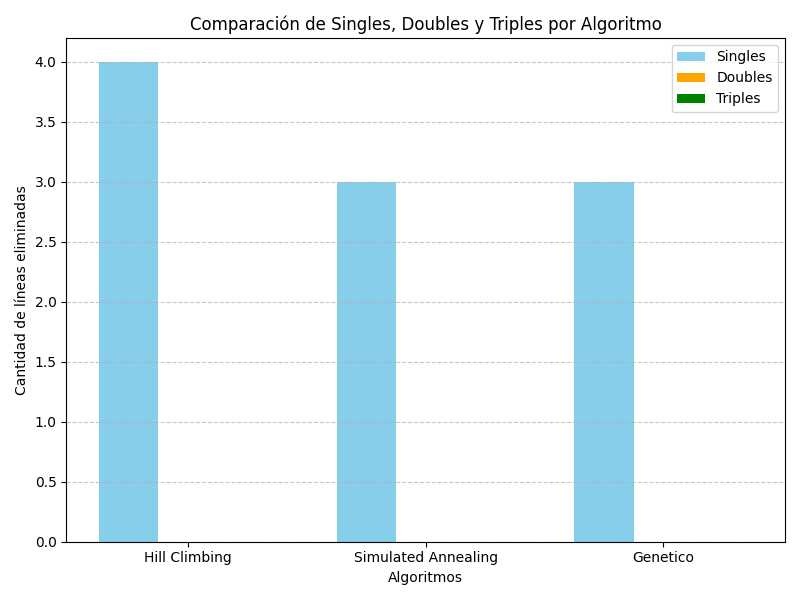 Comparación de Singles, Doubles y Triples por Algoritmo
Singles
Doubles
Triples
Cantidad de líneas eliminadas
4.0
3.5
3.0
2.5
2.0
1.5
1.0
0.5
0.0
Hill Climbing
Simulated Annealing
Genetico
Algoritmos